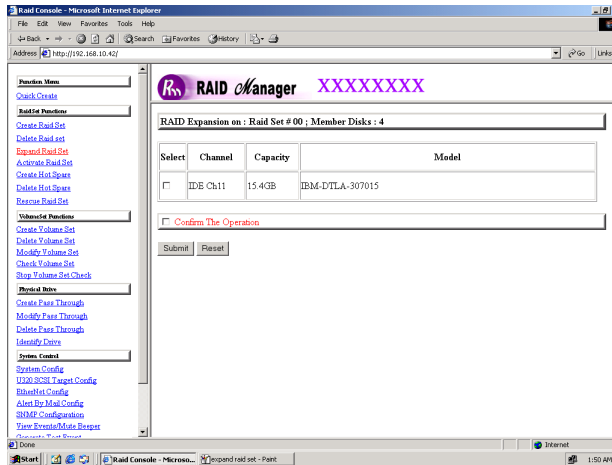 Raid Console - Microsoft Internet Explorer
File Edit View Favorites Tools Help
Back Search Favorites History
Address http://192.168.10.42/ Go Links
Function Menu
Quick Create
Raid Set Functions
Create Raid Set
Delete Raid set
Expand Raid Set
Activate Raid Set
Create Hot Spare
Delete Hot Spare
Rescue Raid Set
VolumeSet Functions
Create Volume Set
Delete Volume Set
Modify Volume Set
Check Volume Set
Stop Volume Set Check
Physical Drive
Create Pass Through
Modify Pass Through
Delete Pass Through
Identify Drive
System Control
System Config
U320 SCSI Target Config
EtherNet Config
Alert By Mail Config
SNMP Configuration
View Events/Mute Beeper
Generate Test Event
RAID Manager XXXXXXXX
RAID Expansion on : Raid Set # 00 ; Member Disks : 4
Select Channel Capacity Model
IDE Ch11 15.4GB IBM-DTLA-307015
Confirm The Operation
Submit Reset
Done Internet
Start Raid Console - Microso... expand raid set - Paint 1:50 AM